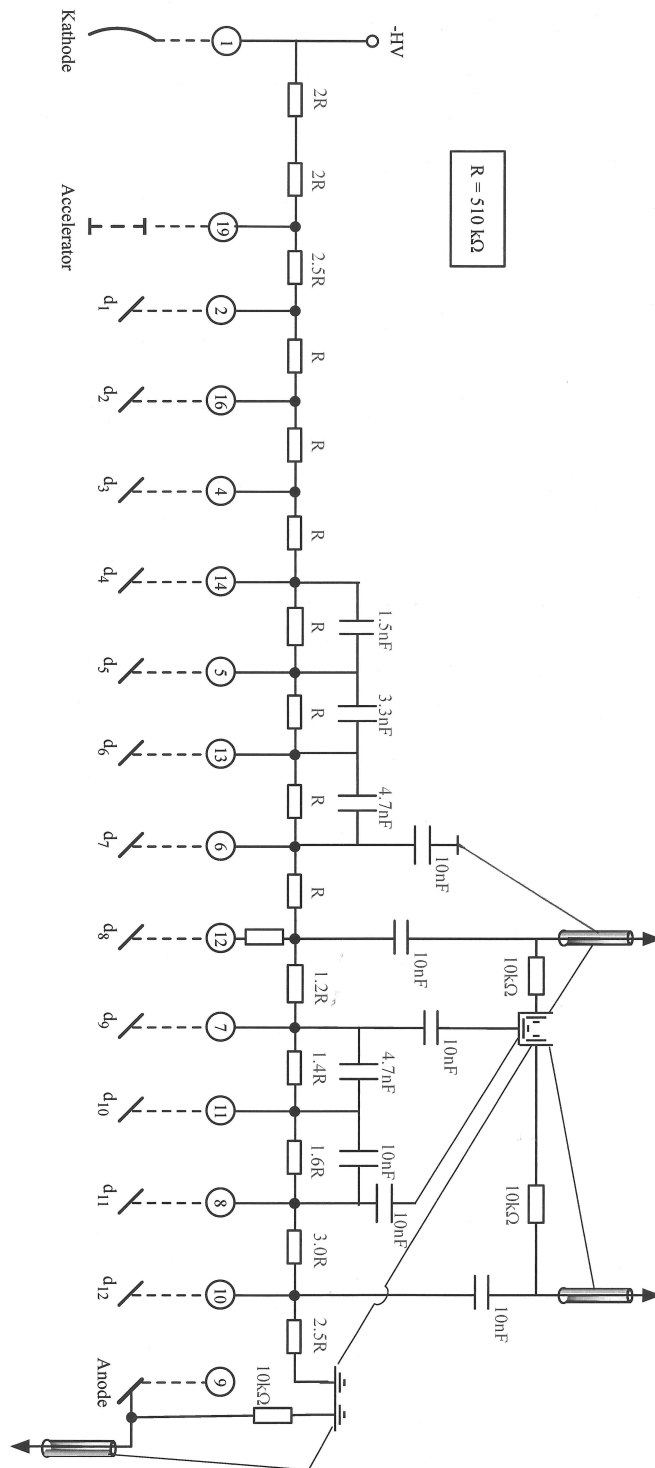 R = 510 kΩ
-HV
1
Kathode
2R
2R
19
Accelerator
2.5R
2
d1
R
16
d2
R
4
d3
R
14
d4
R
1.5nF
5
d5
R
3.3nF
13
d6
R
4.7nF
6
d7
10nF
R
12
d8
10nF
10kΩ
1.2R
7
d9
10nF
1.4R
4.7nF
11
d10
1.6R
10nF
8
d11
10nF
10kΩ
3.0R
10
d12
10nF
2.5R
9
Anode
10kΩ